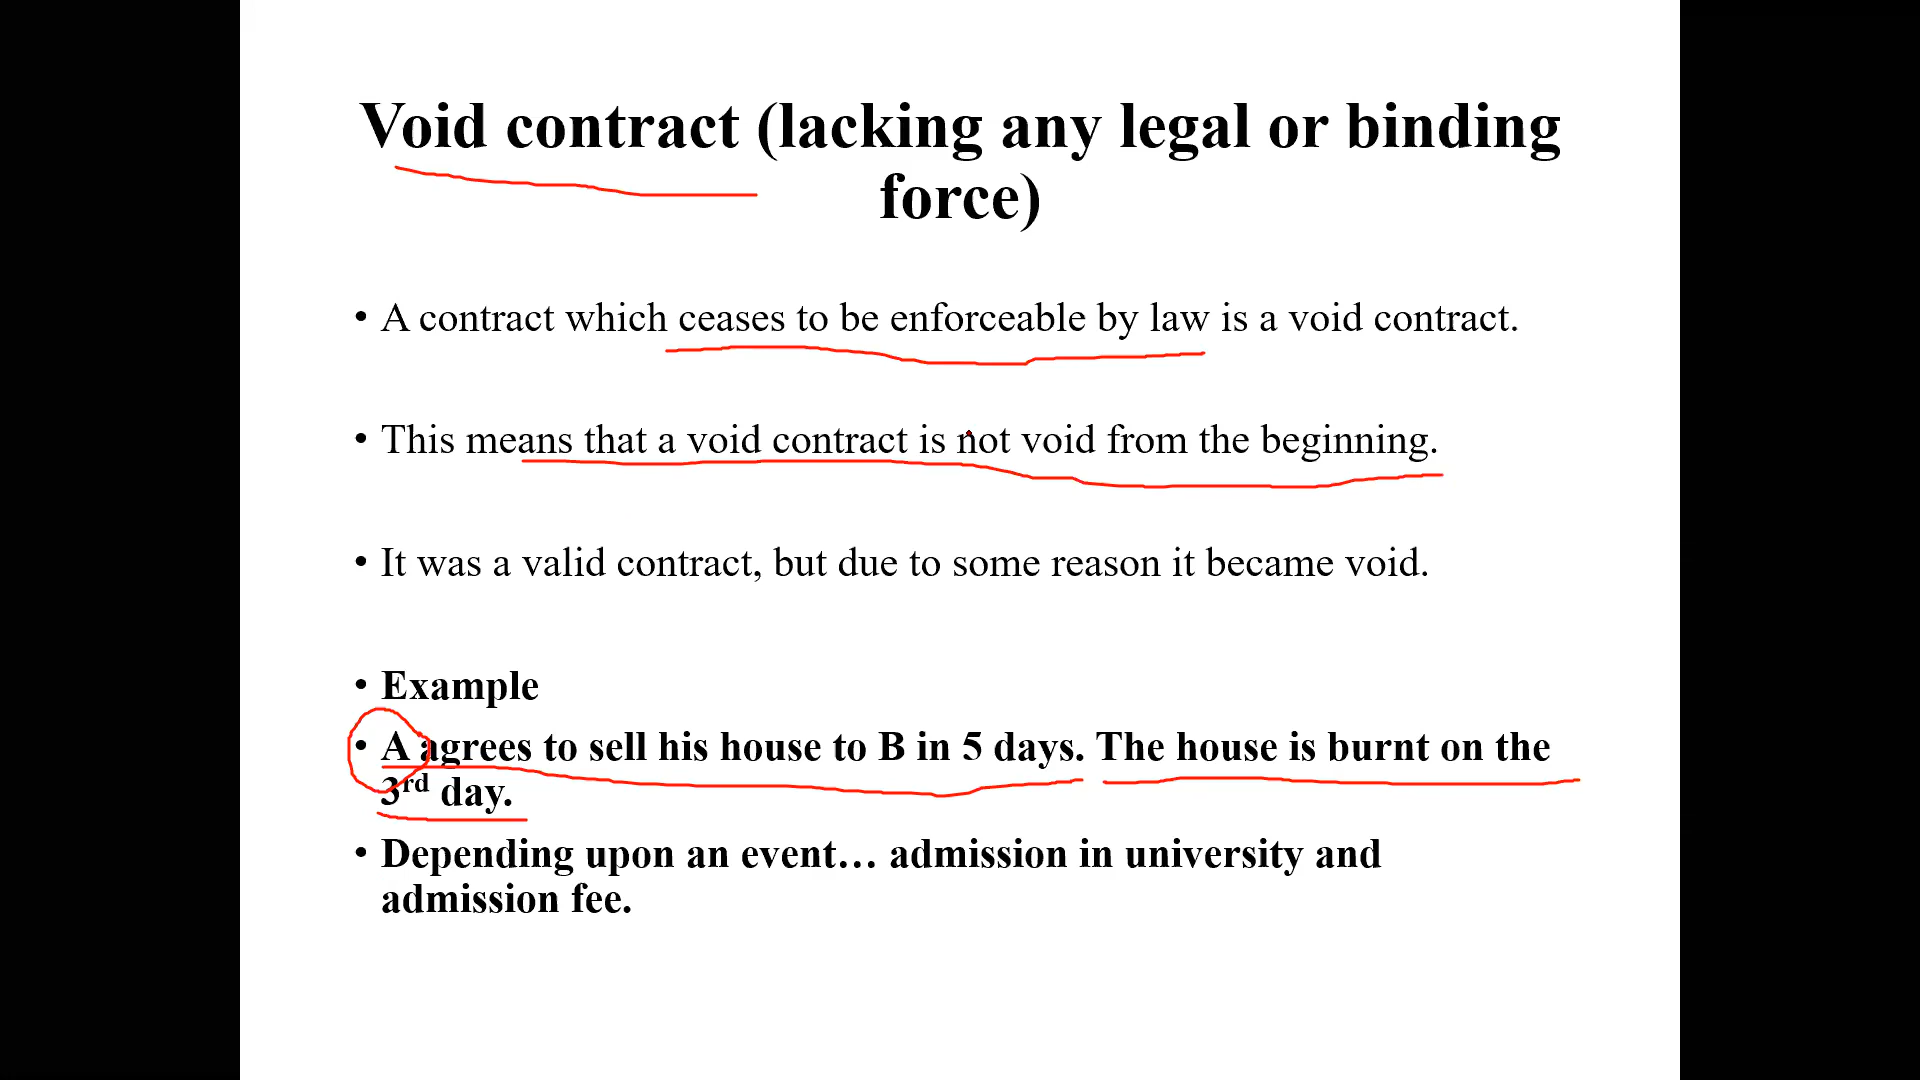 Void contract (lacking any legal or binding
force)
• A contract which ceases to be enforceable by law is a void contract.
• This means that a void contract is not void from the beginning.
• It was a valid contract, but due to some reason it became void.
• Example
• A agrees to sell his house to B in 5 days. The house is burnt on the
3rd day.
• Depending upon an event… admission in university and
admission fee.